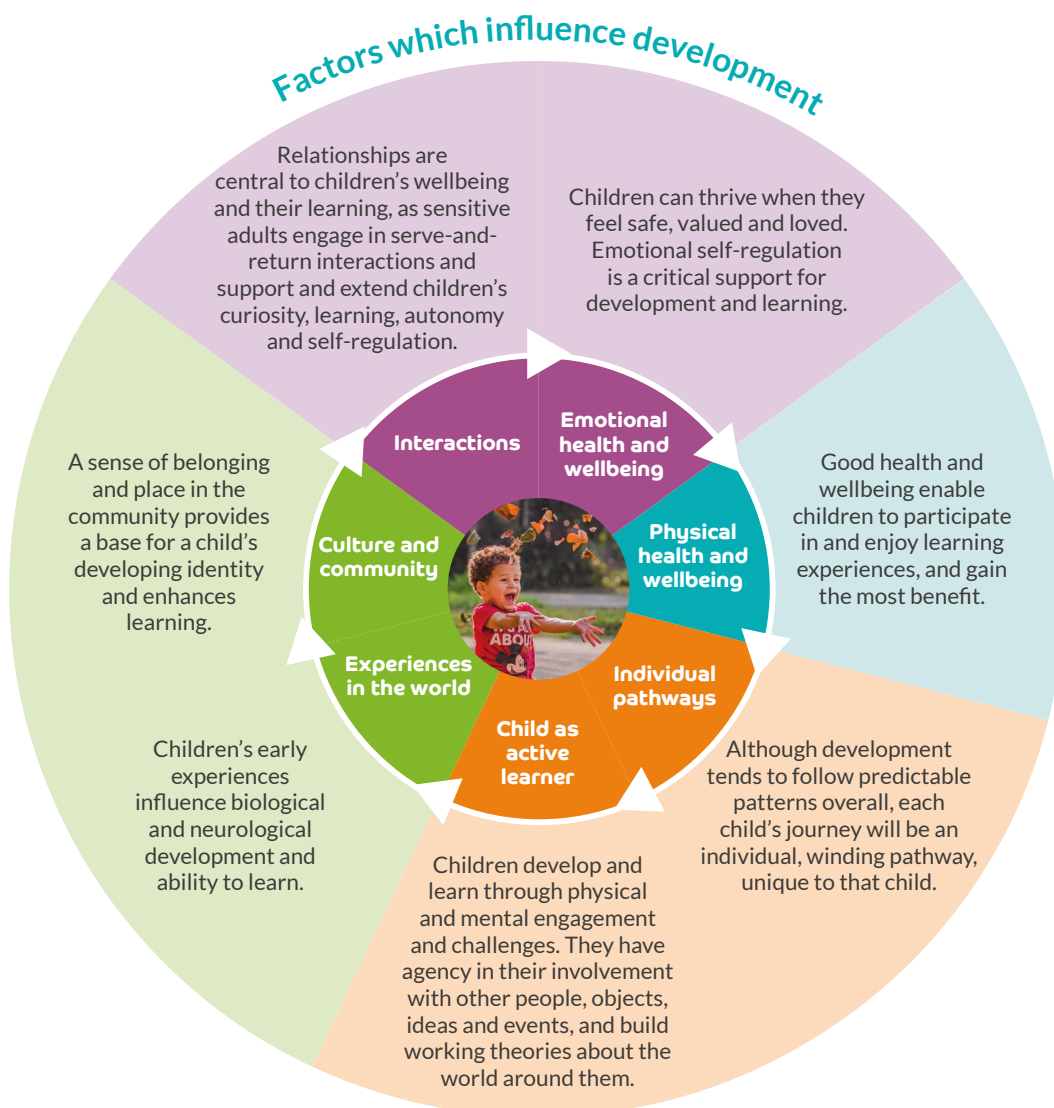 Factors which influence development
Relationships are
central to children's wellbeing
and their learning, as sensitive
adults engage in serve-and-
return interactions and
support and extend children's
curiosity, learning, autonomy
and self-regulation.
Children can thrive when they
feel safe, valued and loved.
Emotional self-regulation
is a critical support for
development and learning.
Good health and
wellbeing enable
children to participate
in and enjoy learning
experiences, and gain
the most benefit.
Although development
tends to follow predictable
patterns overall, each
child's journey will be an
individual, winding pathway,
unique to that child.
Children develop and
learn through physical
and mental engagement
and challenges. They have
agency in their involvement
with other people, objects,
ideas and events, and build
working theories about the
world around them.
Children's early
experiences
influence biological
and neurological
development and
ability to learn.
A sense of belonging
and place in the
community provides
a base for a child's
developing identity
and enhances
learning.
Interactions
Emotional
health and
wellbeing
Physical
health and
wellbeing
Individual
pathways
Child as
active
learner
Experiences
in the world
Culture and
community
ABOUT